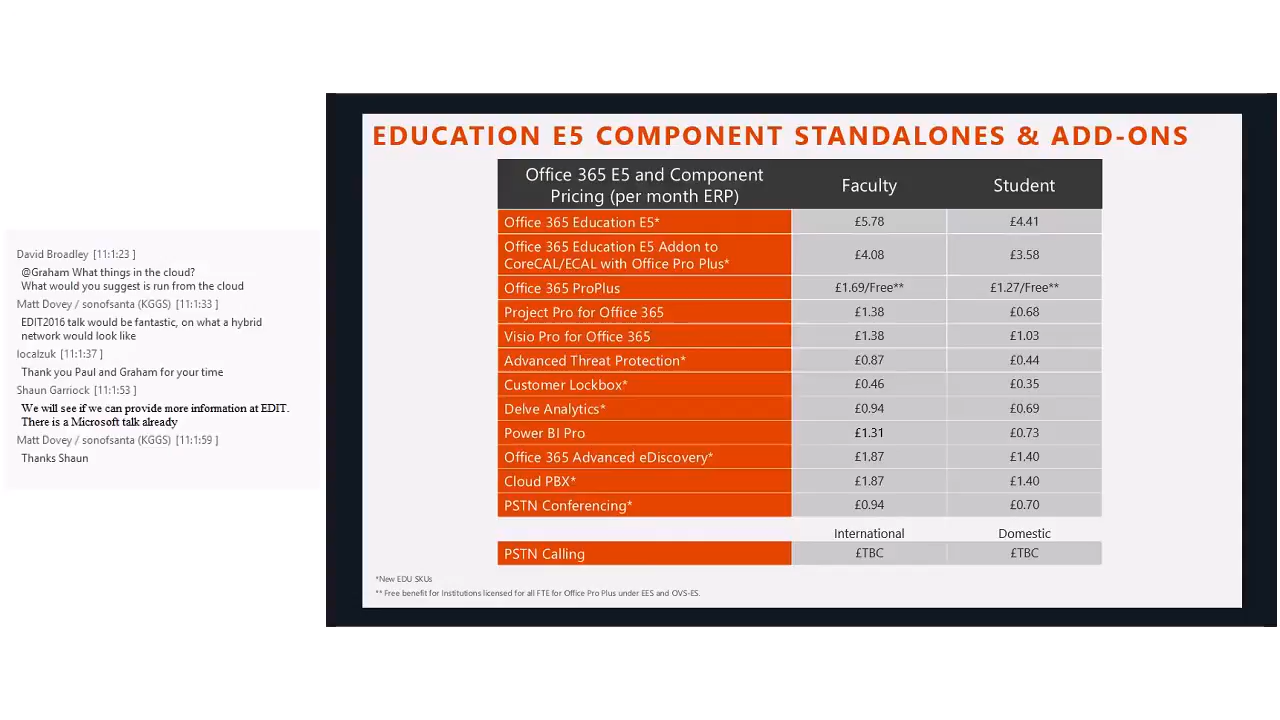 David Broadley [11:1:23 ]
@Graham What things in the cloud?
What would you suggest is run from the cloud
Matt Dovey / sonofsanta (KGGS) [11:1:33 ]
EDIT2016 talk would be fantastic, on what a hybrid
network would look like
localzuk [11:1:37 ]
Thank you Paul and Graham for your time
Shaun Garriock [11:1:53 ]
We will see if we can provide more information at EDIT.
There is a Microsoft talk already
Matt Dovey / sonofsanta (KGGS) [11:1:59 ]
Thanks Shaun
EDUCATION E5 COMPONENT STANDALONES & ADD-ONS
Office 365 E5 and Component
Pricing (per month ERP) Faculty Student
Office 365 Education E5* £5.78 £4.41
Office 365 Education E5 Addon to
CoreCAL/ECAL with Office Pro Plus* £4.08 £3.58
Office 365 ProPlus £1.69/Free** £1.27/Free**
Project Pro for Office 365 £1.38 £0.68
Visio Pro for Office 365 £1.38 £1.03
Advanced Threat Protection* £0.87 £0.44
Customer Lockbox* £0.46 £0.35
Delve Analytics* £0.94 £0.69
Power BI Pro £1.31 £0.73
Office 365 Advanced eDiscovery* £1.87 £1.40
Cloud PBX* £1.87 £1.40
PSTN Conferencing* £0.94 £0.70
International Domestic
PSTN Calling £TBC £TBC
*New EDU SKUs
** Free benefit for Institutions licensed for all FTE for Office Pro Plus under EES and OVS-ES.